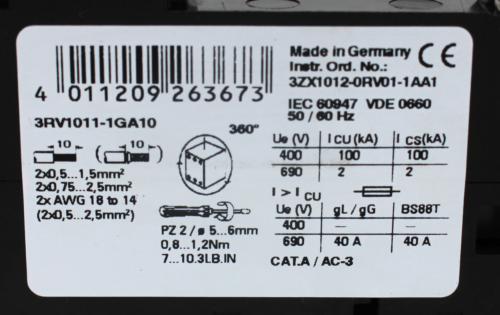 Made in Germany CE
Instr. Ord. No.:
3ZX1012-0RV01-1AA1
4 011209 263673
IEC 60947 VDE 0660
50 / 60 Hz
3RV1011-1GA10
10 ( 10 )
2x0,5...1,5mm²
2x0,75...2,5mm²
2x AWG 18 to 14
(2x0,5...2,5mm²)
360°
PZ 2 / ø 5...6mm
0,8...1,2Nm
7...10.3LB.IN
Ue (V) ICU (kA) ICS(kA)
400 100 100
690 2 2
I > ICU
Ue (V) gL / gG BS88T
400 — —
690 40 A 40 A
CAT.A / AC-3